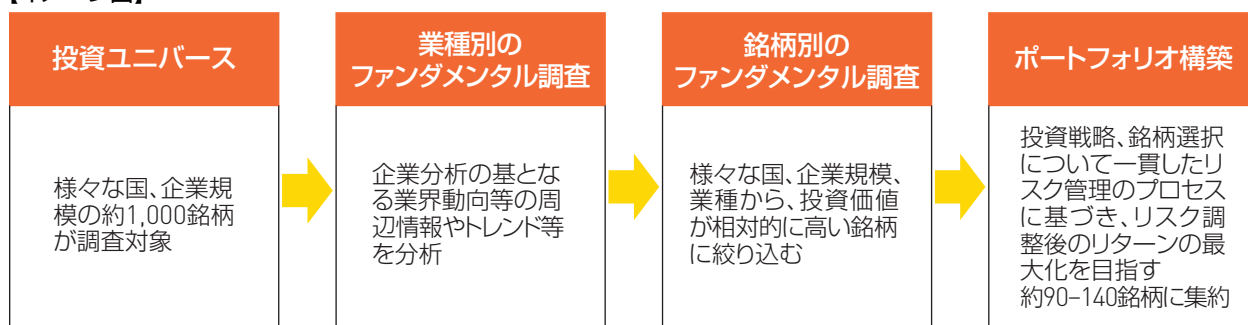 投資ユニバース
様々な国、企業規
模の約1,000銘柄
が調査対象
業種別の
ファンダメンタル調査
企業分析の基とな
る業界動向等の周
辺情報やトレンド等
を分析
銘柄別の
ファンダメンタル調査
様々な国、企業規模、
業種から、投資価値
が相対的に高い銘柄
に絞り込む
ポートフォリオ構築
投資戦略、銘柄選択
について一貫したリ
スク管理のプロセス
に基づき、リスク調
整後のリターンの最
大化を目指す
約90−140銘柄に集約